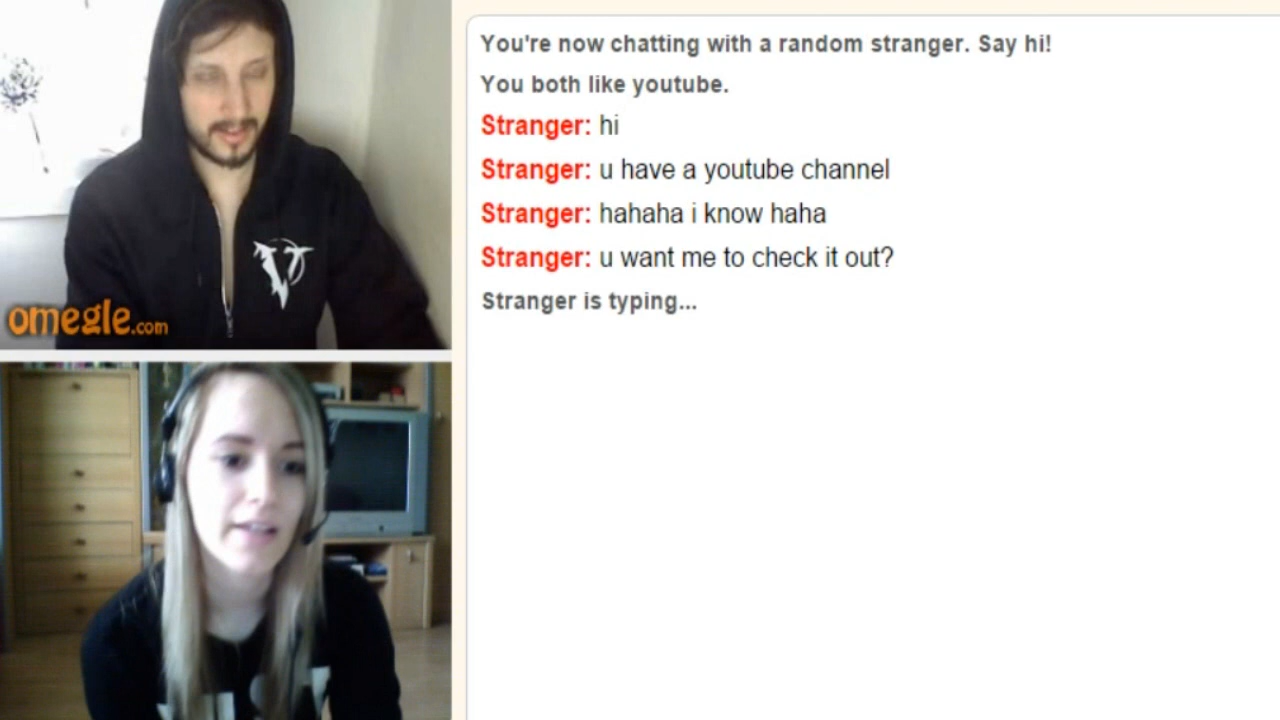 You're now chatting with a random stranger. Say hi!
You both like youtube.
Stranger: hi
Stranger: u have a youtube channel
Stranger: hahaha i know haha
Stranger: u want me to check it out?
Stranger is typing...
omegle.com